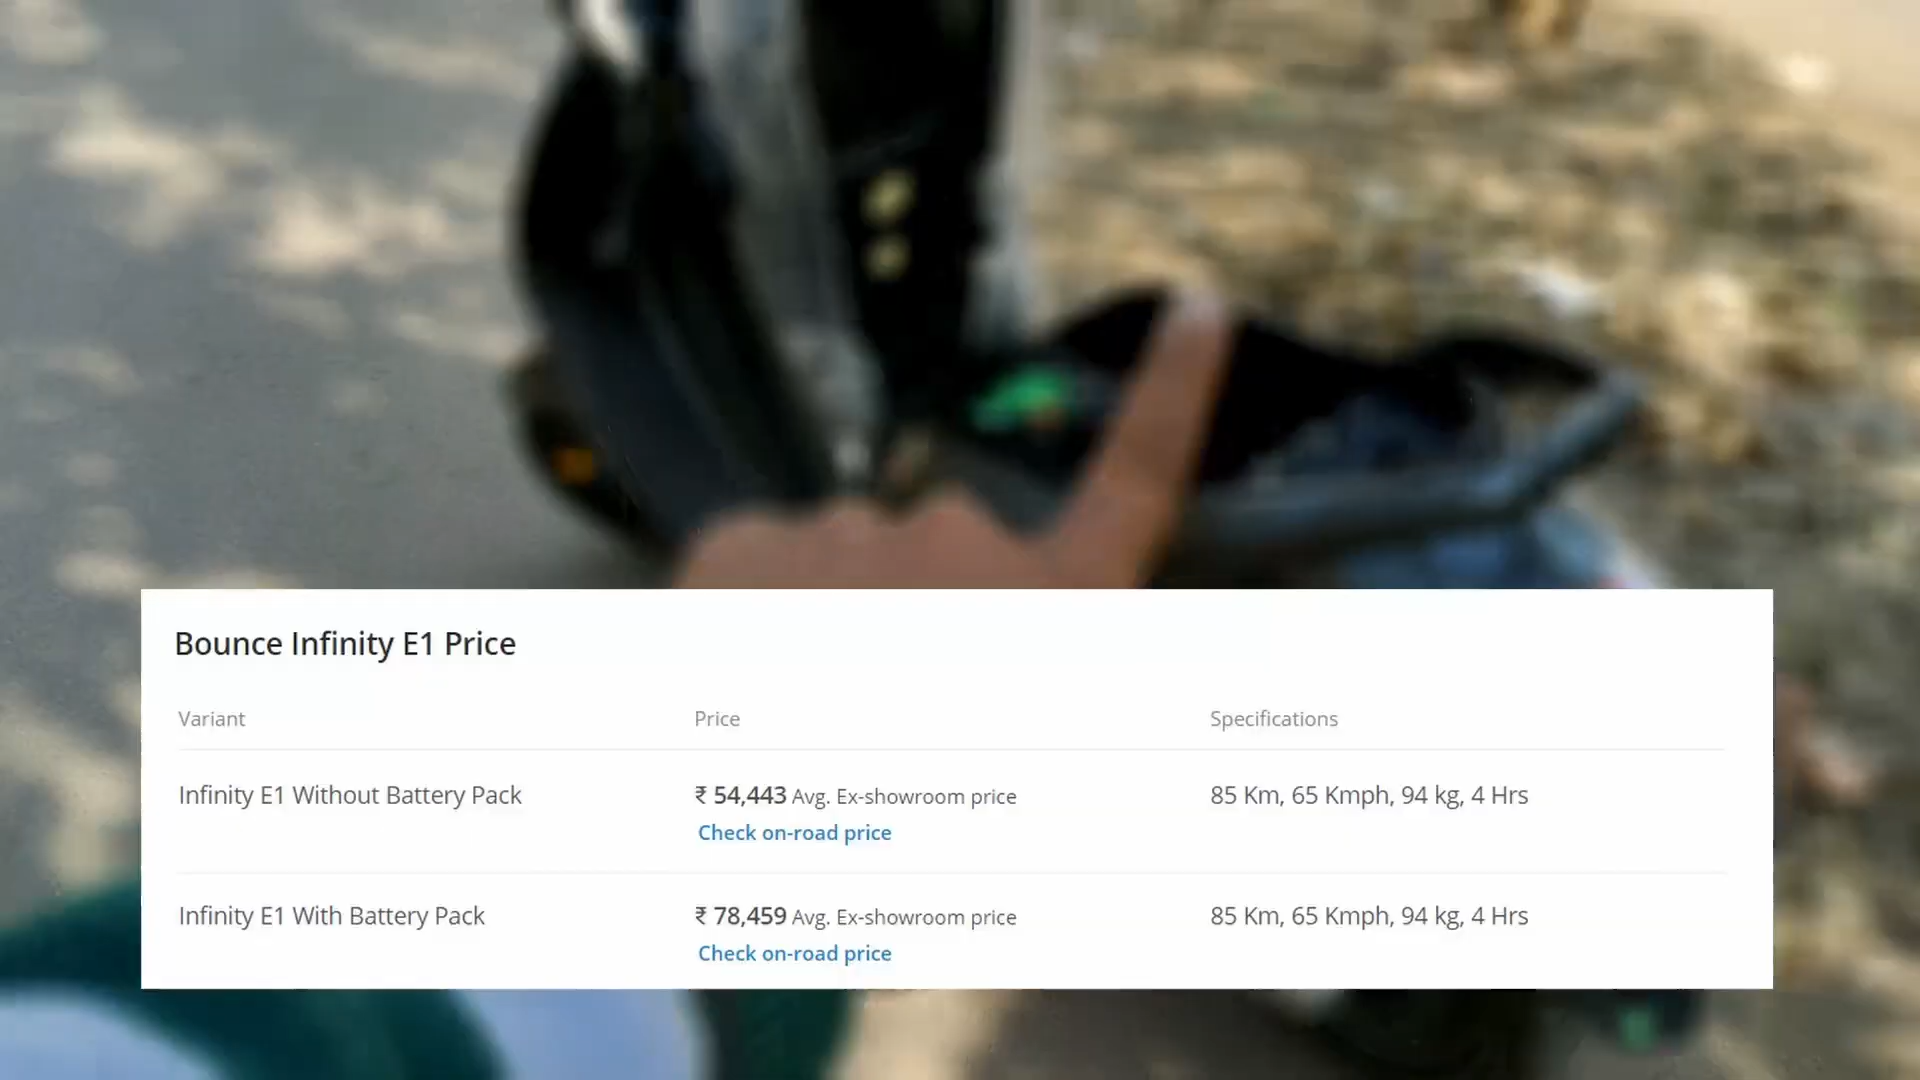 Bounce Infinity E1 Price
Variant Price Specifications
Infinity E1 Without Battery Pack ₹ 54,443 Avg. Ex-showroom price 85 Km, 65 Kmph, 94 kg, 4 Hrs
Check on-road price
Infinity E1 With Battery Pack ₹ 78,459 Avg. Ex-showroom price 85 Km, 65 Kmph, 94 kg, 4 Hrs
Check on-road price